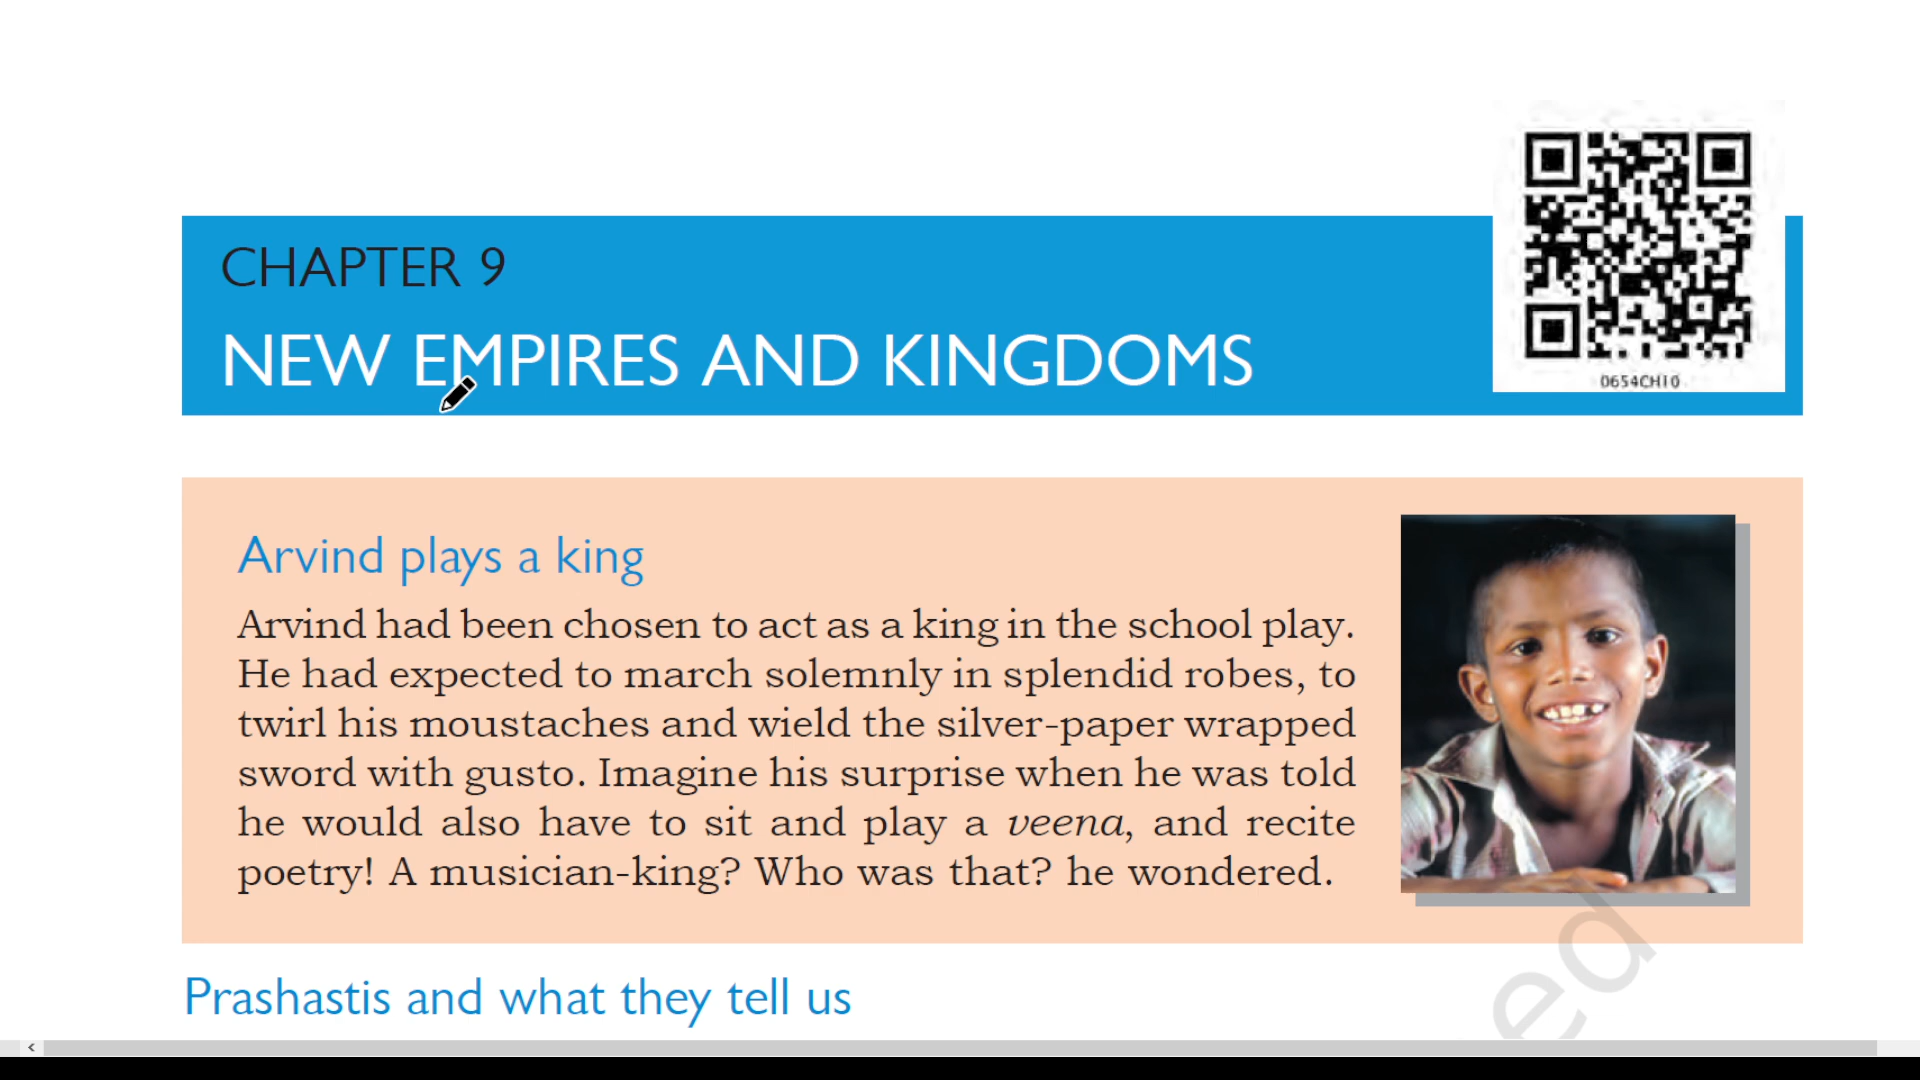 0654CH10
CHAPTER 9
NEW EMPIRES AND KINGDOMS
Arvind plays a king
Arvind had been chosen to act as a king in the school play.
He had expected to march solemnly in splendid robes, to
twirl his moustaches and wield the silver-paper wrapped
sword with gusto. Imagine his surprise when he was told
he would also have to sit and play a veena, and recite
poetry! A musician-king? Who was that? he wondered.
Prashastis and what they tell us
ed